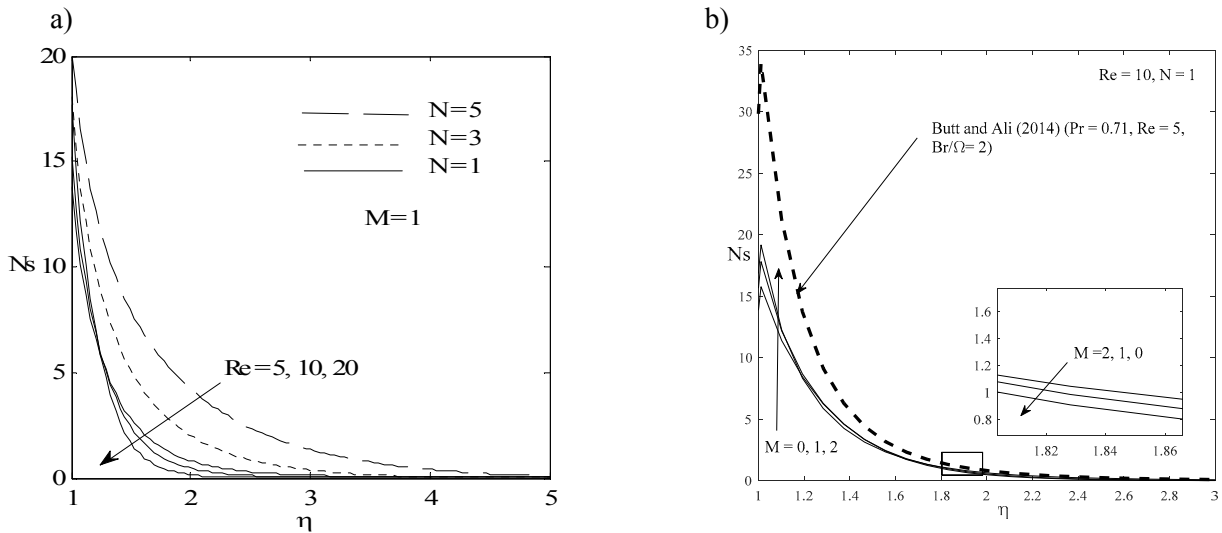 a)
20
15
10
5
0
Ns
N=5
N=3
N=1
M=1
Re=5, 10, 20
1 2 3 4 5
η
b)
35
30
25
20
15
10
5
0
Ns
Re = 10, N = 1
Butt and Ali (2014) (Pr = 0.71, Re = 5,
Br/Ω= 2)
M = 0, 1, 2
1.6
1.4
1.2
1
0.8
M =2, 1, 0
1.82 1.84 1.86
1 1.2 1.4 1.6 1.8 2 2.2 2.4 2.6 2.8 3
η